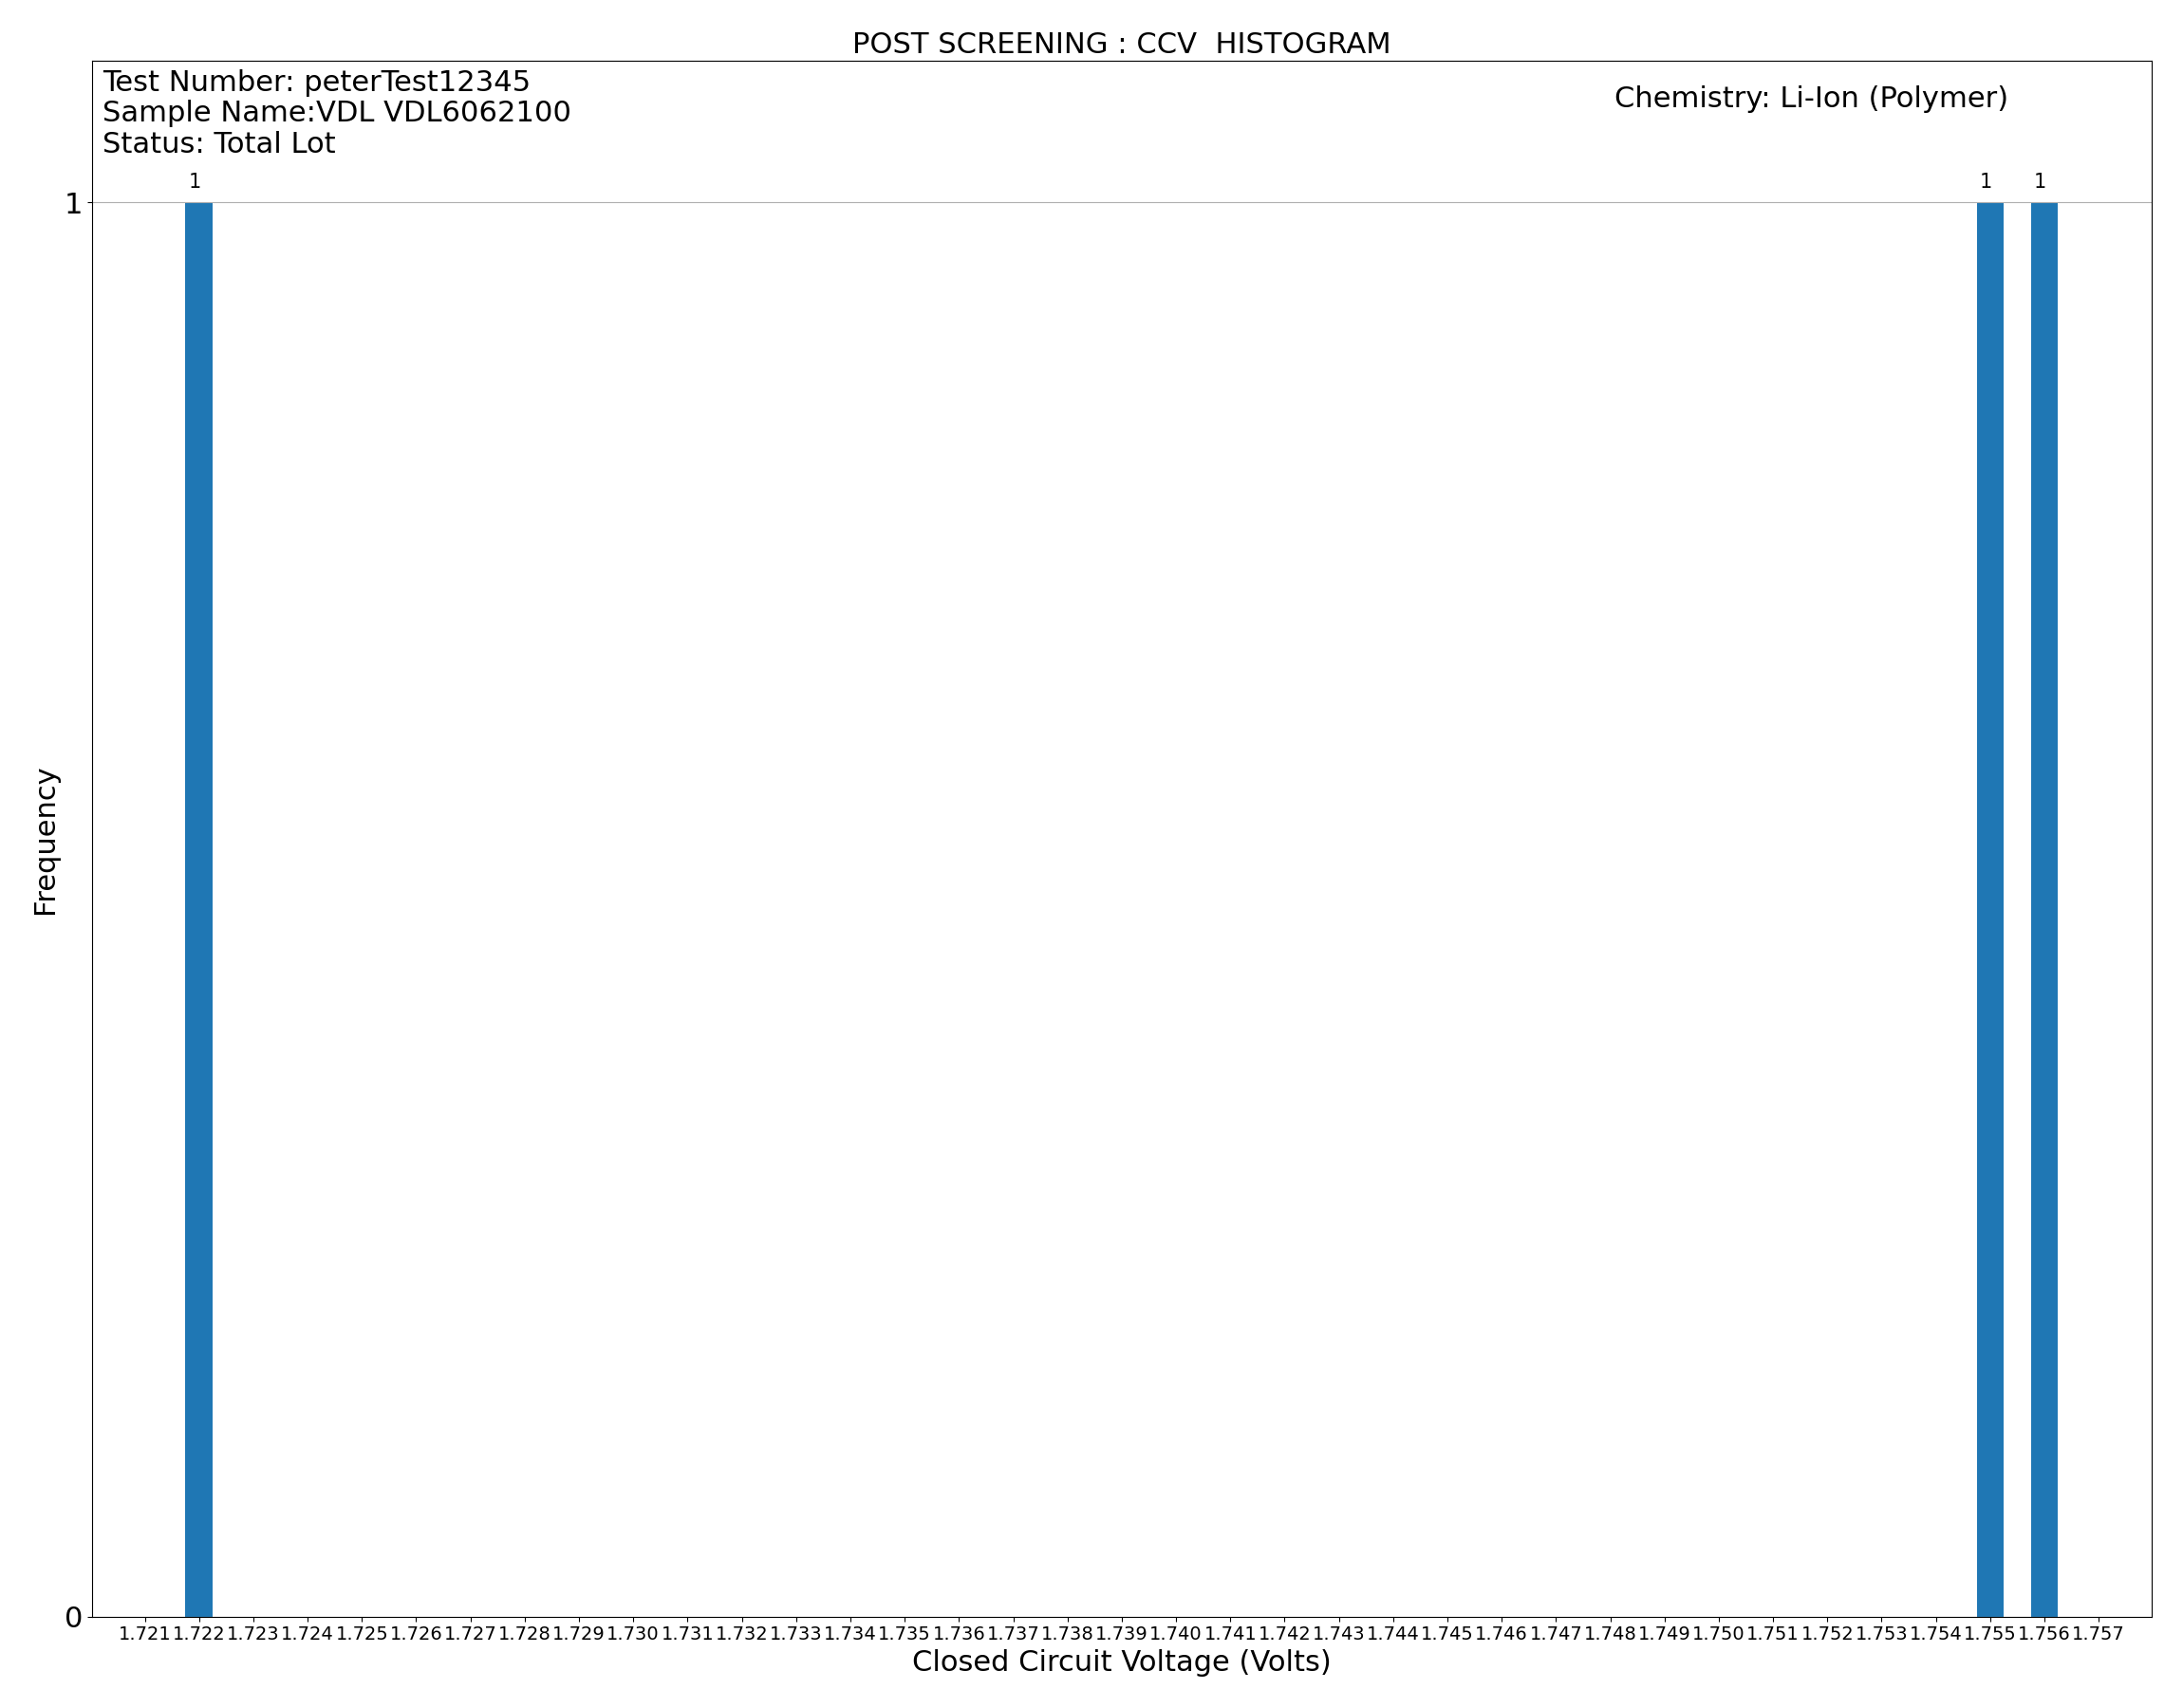 POST SCREENING : CCV  HISTOGRAM
Test Number: peterTest12345
Sample Name:VDL VDL6062100
Status: Total Lot
Chemistry: Li-Ion (Polymer)
1 1 1
1
Frequency
0
1.721 1.722 1.723 1.724 1.725 1.726 1.727 1.728 1.729 1.730 1.731 1.732 1.733 1.734 1.735 1.736 1.737 1.738 1.739 1.740 1.741 1.742 1.743 1.744 1.745 1.746 1.747 1.748 1.749 1.750 1.751 1.752 1.753 1.754 1.755 1.756 1.757
Closed Circuit Voltage (Volts)